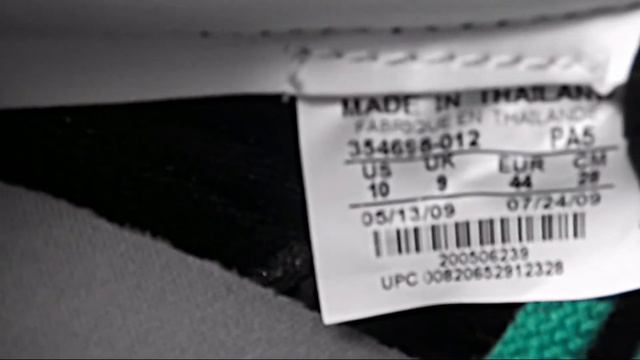 MADE IN THAILAND
FABRIQUE EN THAILANDE
354698-012 PA5
US UK EUR CM
10 9 44 28
05/13/09 07/24/09
200506239
UPC 00820652912328